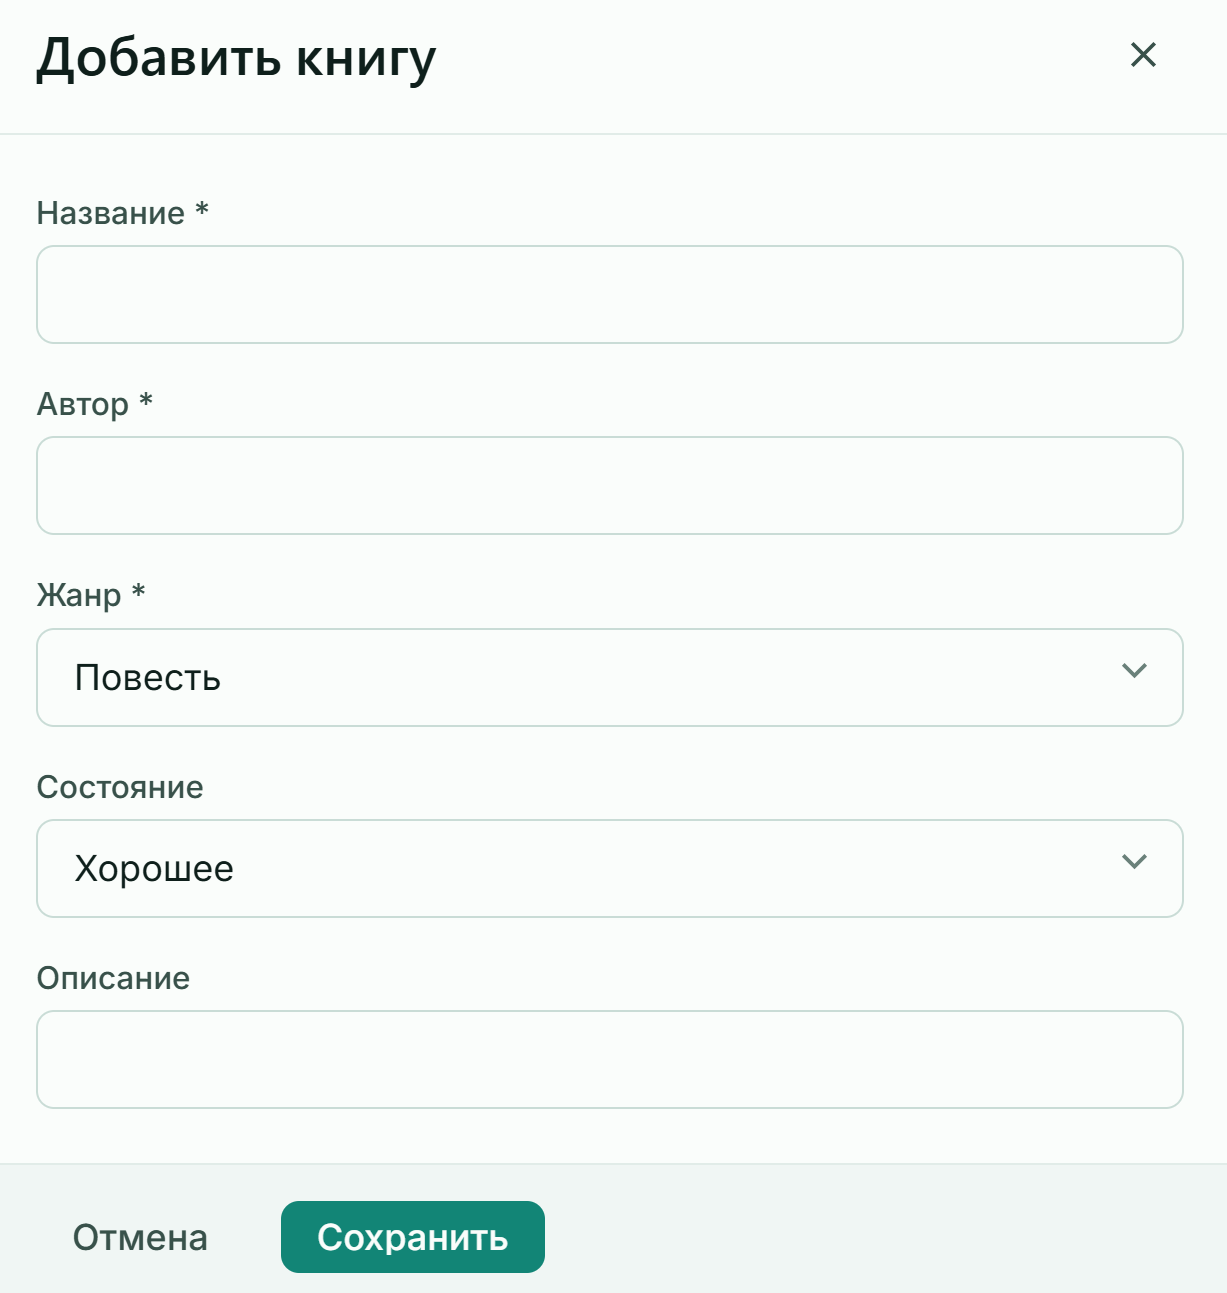 Добавить книгу
Название *
Автор *
Жанр *
Повесть
Состояние
Хорошее
Описание
Отмена
Сохранить